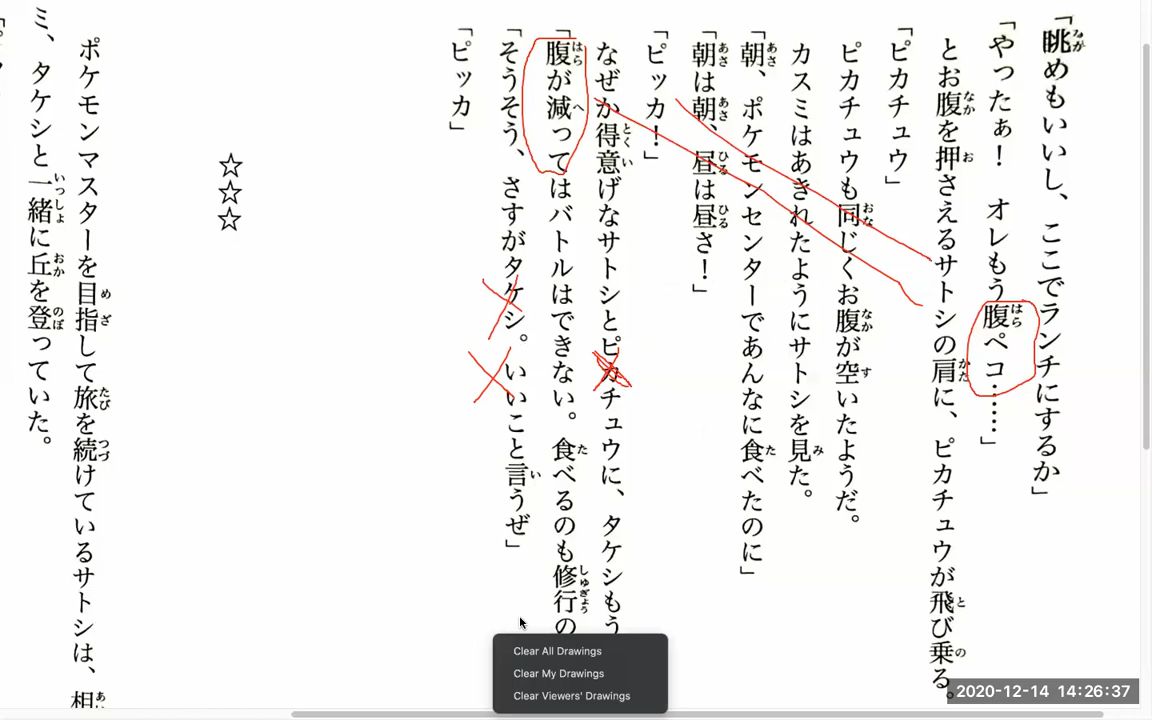 「眺めもいいし、ここでランチにするか」
「やったぁ！　オレもう腹ペコ……」
とお腹を押さえるサトシの肩に、ピカチュウが飛び乗る。
「ピカチュウ」
ピカチュウも同じくお腹が空いたようだ。
カスミはあきれたようにサトシを見た。
「朝、ポケモンセンターであんなに食べたのに」
「朝は朝、昼は昼さ！」
「ピッカ！」
なぜか得意げなサトシとピカチュウに、タケシもう
「腹が減ってはバトルはできない。食べるのも修行の
そうそう、さすがタケシ。いいこと言うぜ」
「ピッカ」
☆☆☆
ポケモンマスターを目指して旅を続けているサトシは、相
ミ、タケシと一緒に丘を登っていた。
Clear All Drawings
Clear My Drawings
Clear Viewers' Drawings
2020-12-14 14:26:37